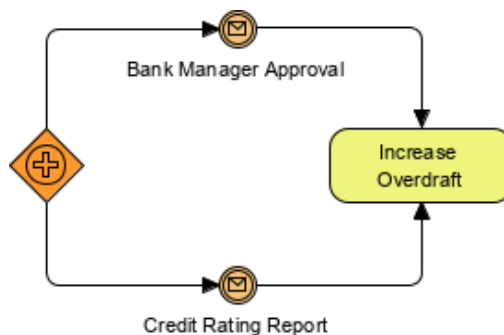 Bank Manager Approval
Increase
Overdraft
Credit Rating Report